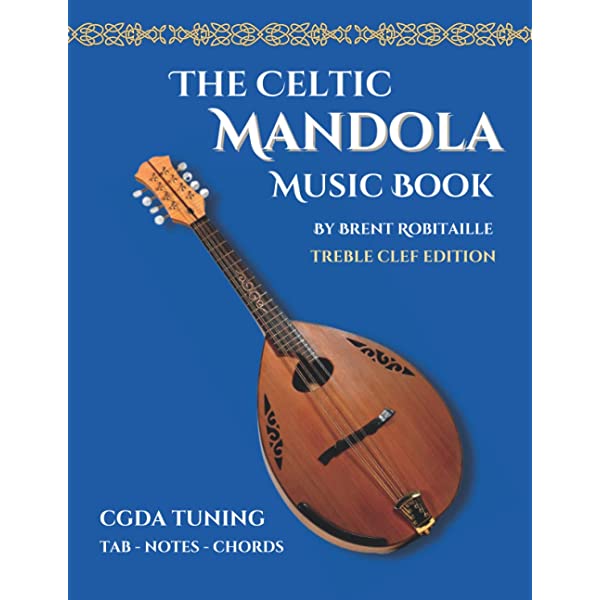 The Celtic
Mandola
Music Book
By Brent Robitaille
Treble Clef Edition
CGDA Tuning
Tab - Notes - Chords